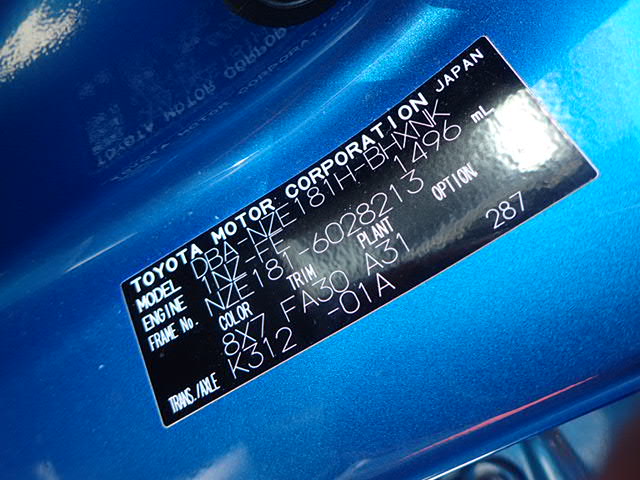 TOYOTA MOTOR CORPORATION JAPAN
MODEL DBA-NZE181H-BHXNK
ENGINE 1NZ-FE 1496 mL
FRAME No. NZE181-6028213
COLOR TRIM PLANT OPTION
8X7 FA30 A31 287
TRANS./AXLE K312 -01A